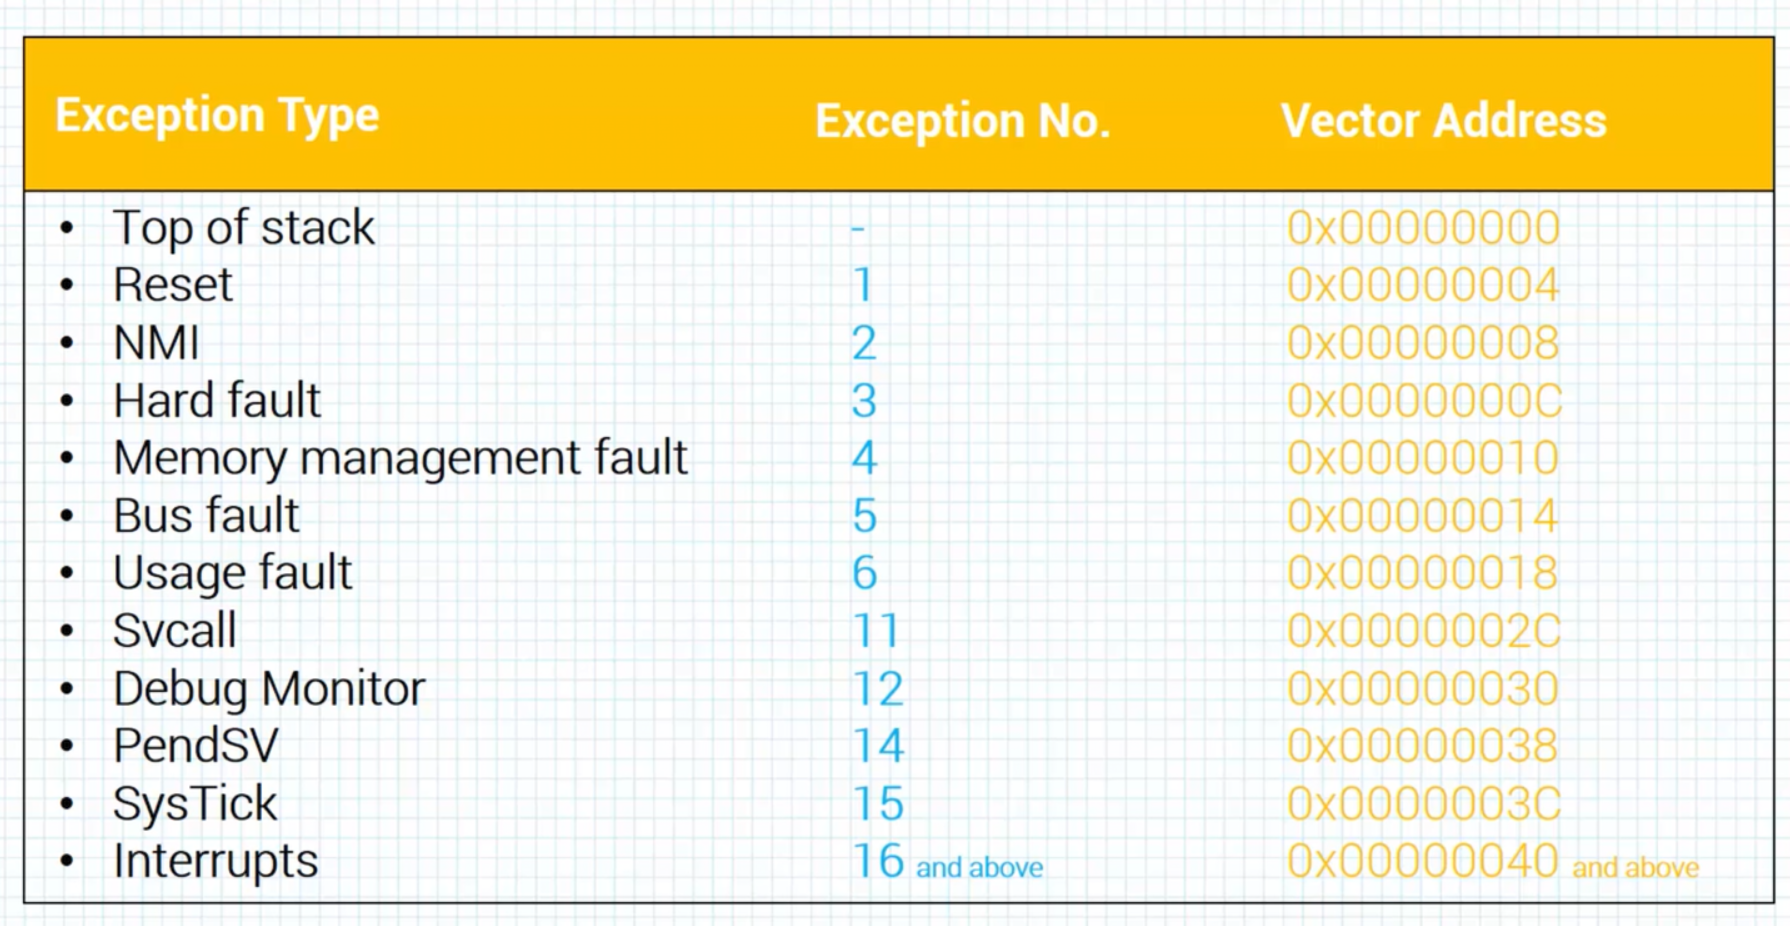 Exception Type Exception No. Vector Address
• Top of stack - 0x00000000
• Reset 1 0x00000004
• NMI 2 0x00000008
• Hard fault 3 0x0000000C
• Memory management fault 4 0x00000010
• Bus fault 5 0x00000014
• Usage fault 6 0x00000018
• Svcall 11 0x0000002C
• Debug Monitor 12 0x00000030
• PendSV 14 0x00000038
• SysTick 15 0x0000003C
• Interrupts 16 and above 0x00000040 and above